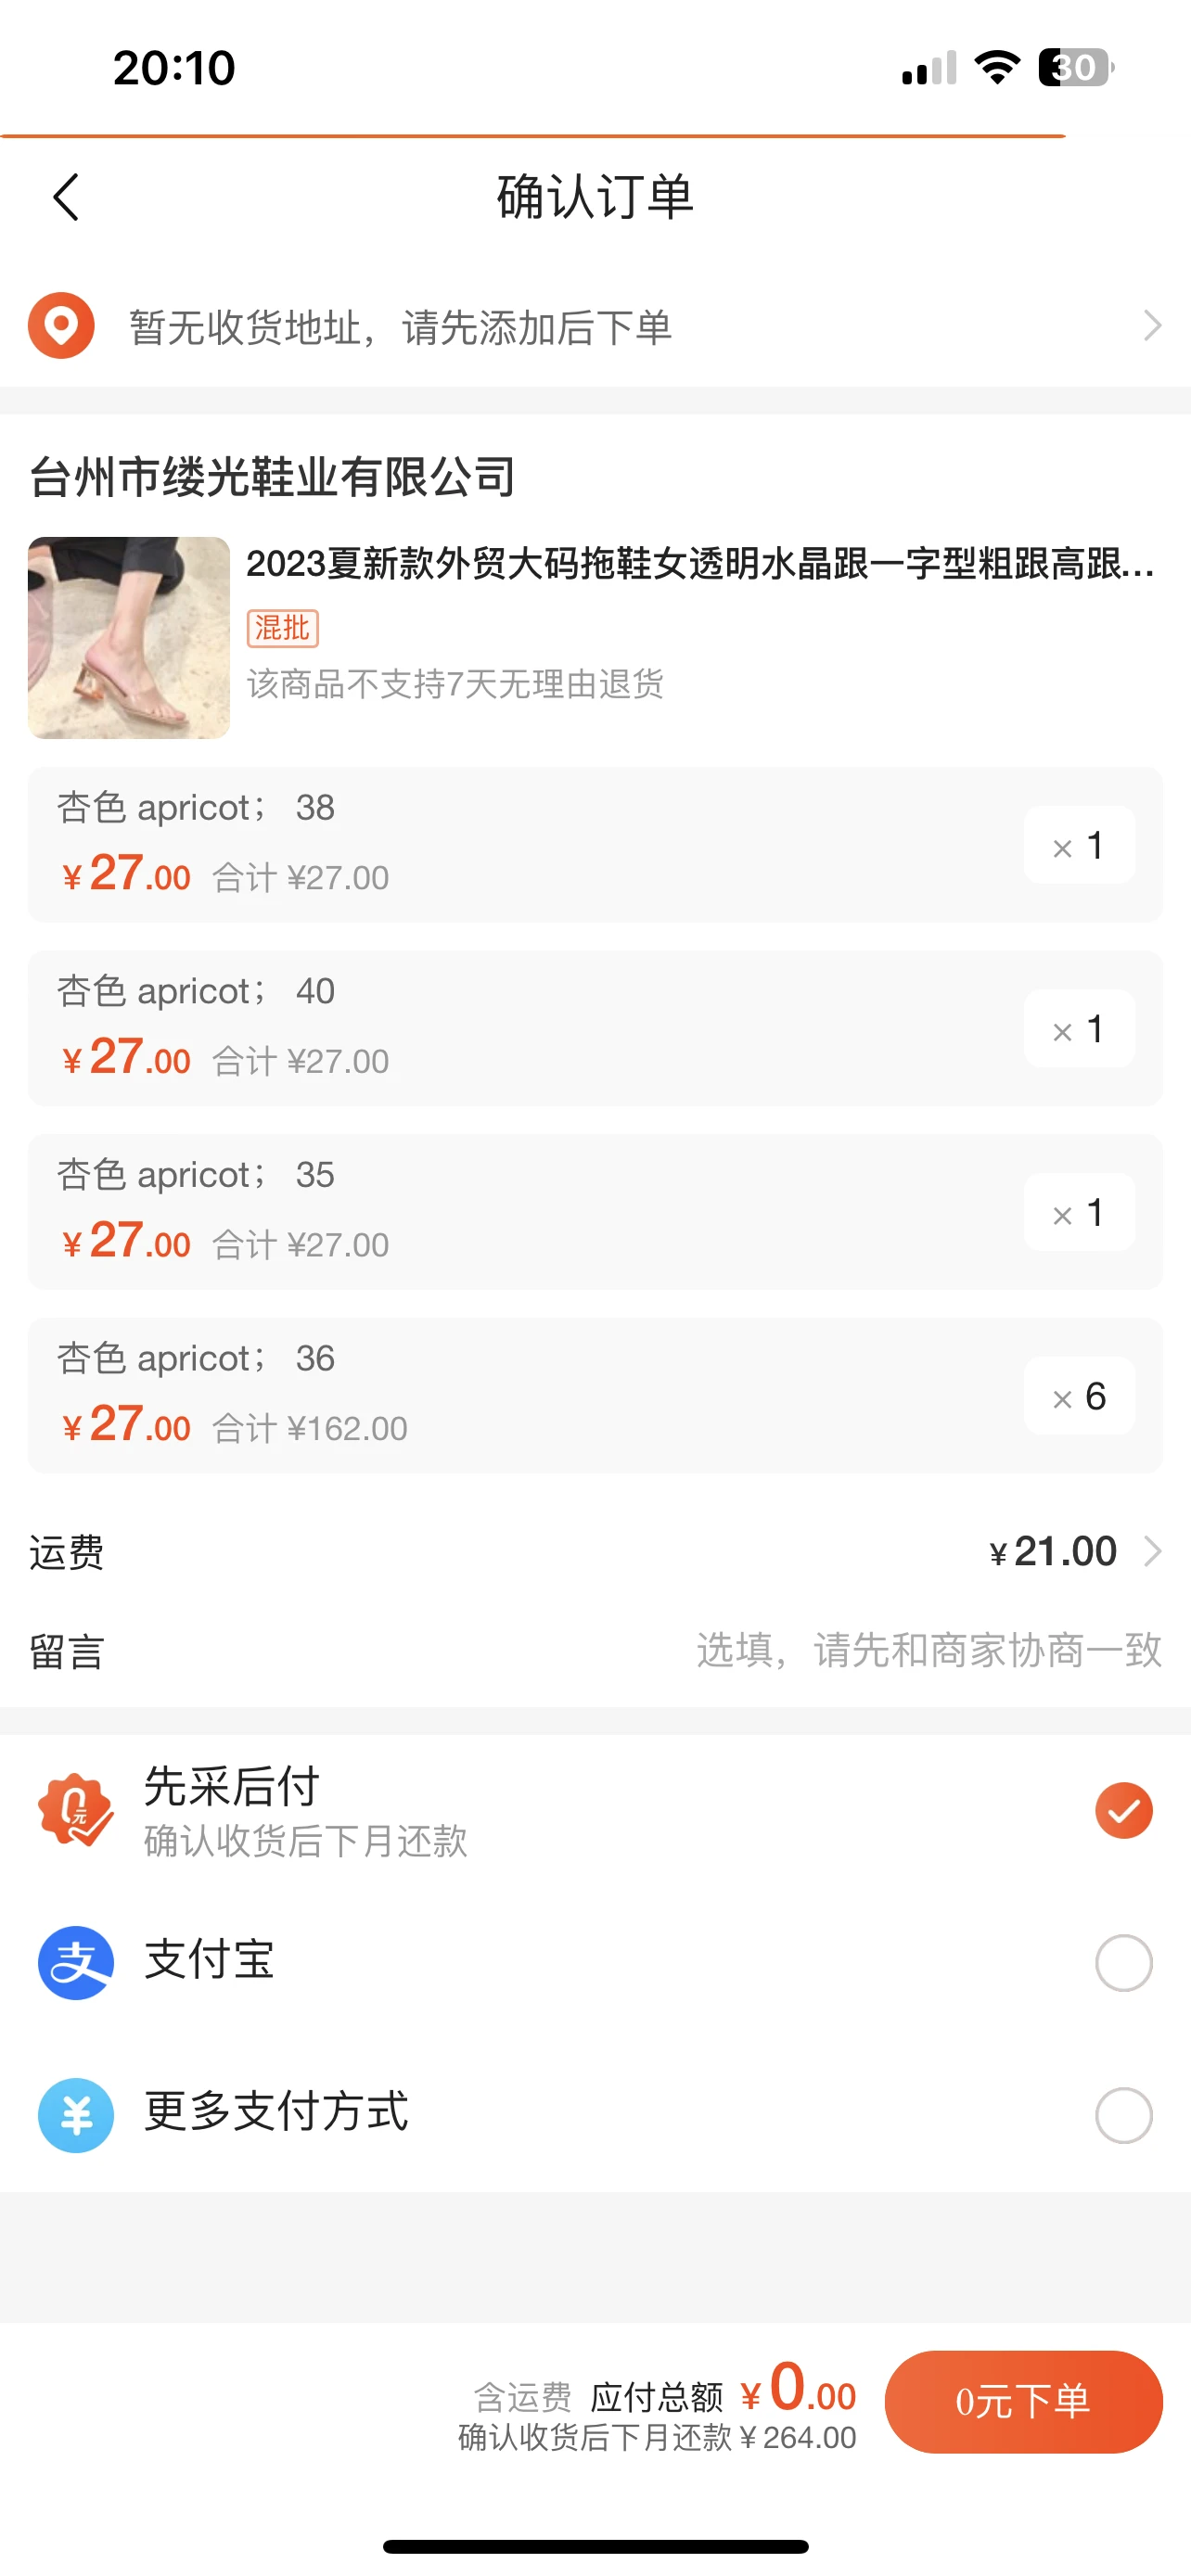 20:10
30
确认订单
暂无收货地址，请先添加后下单
台州市缕光鞋业有限公司
2023夏新款外贸大码拖鞋女透明水晶跟一字型粗跟高跟...
混批
该商品不支持7天无理由退货
杏色 apricot； 38
¥27.00 合计 ¥27.00
× 1
杏色 apricot； 40
¥27.00 合计 ¥27.00
× 1
杏色 apricot； 35
¥27.00 合计 ¥27.00
× 1
杏色 apricot； 36
¥27.00 合计 ¥162.00
× 6
运费 ¥21.00
留言 选填，请先和商家协商一致
0元
先采后付
确认收货后下月还款
支 支付宝
¥ 更多支付方式
含运费 应付总额 ¥0.00
确认收货后下月还款 ¥264.00
0元下单